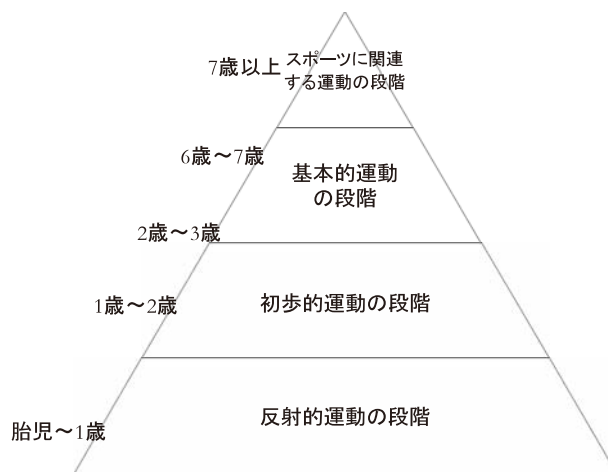 7歳以上
スポーツに関連
する運動の段階
6歳〜7歳
基本的運動
の段階
2歳〜3歳
1歳〜2歳
初歩的運動の段階
胎児〜1歳
反射的運動の段階